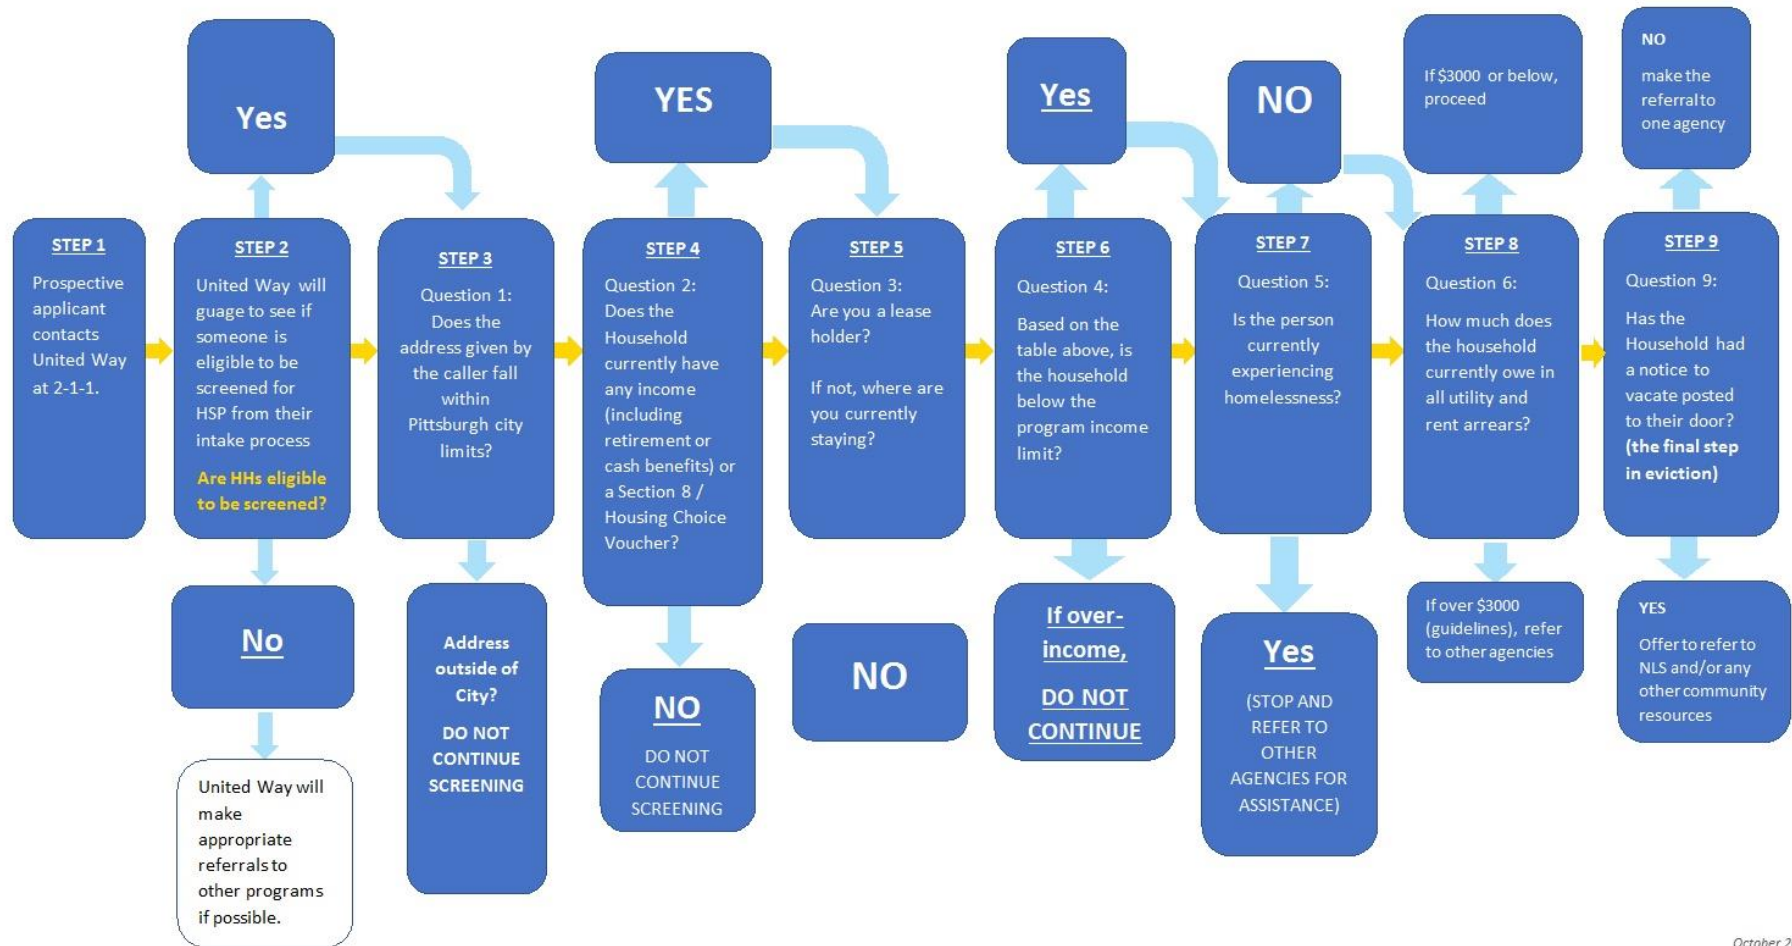 Yes
YES
Yes
NO
If $3000 or below,
proceed
NO
make the
referral to
one agency
STEP 1
Prospective
applicant
contacts
United Way
at 2-1-1.
STEP 2
United Way will
guage to see if
someone is
eligible to be
screened for
HSP from their
intake process
Are HHs eligible
to be screened?
STEP 3
Question 1:
Does the
address given by
the caller fall
within
Pittsburgh city
limits?
STEP 4
Question 2:
Does the
Household
currently have
any income
(including
retirement or
cash benefits) or
a Section 8 /
Housing Choice
Voucher?
STEP 5
Question 3:
Are you a lease
holder?
If not, where are
you currently
staying?
STEP 6
Question 4:
Based on the
table above, is
the household
below the
program income
limit?
STEP 7
Question 5:
Is the person
currently
experiencing
homelessness?
STEP 8
Question 6:
How much does
the household
currently owe in
all utility and
rent arrears?
STEP 9
Question 9:
Has the
Household had
a notice to
vacate posted
to their door?
(the final step
in eviction)
No
United Way will
make
appropriate
referrals to
other programs
if possible.
Address
outside of
City?
DO NOT
CONTINUE
SCREENING
NO
DO NOT
CONTINUE
SCREENING
NO
If over-
income,
DO NOT
CONTINUE
Yes
(STOP AND
REFER TO
OTHER
AGENCIES FOR
ASSISTANCE)
If over $3000
(guidelines), refer
to other agencies
YES
Offer to refer to
NLS and/or any
other community
resources
October 2